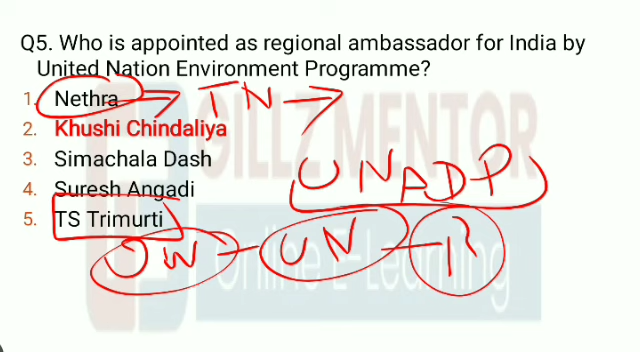 Q5. Who is appointed as regional ambassador for India by
United Nation Environment Programme?
1. Nethra → TN →
2. Khushi Chindaliya
3. Simachala Dash
UNADP
4. Suresh Angadi
5. TS Trimurti
UN
GILLZ MENTOR
Online E-Learning